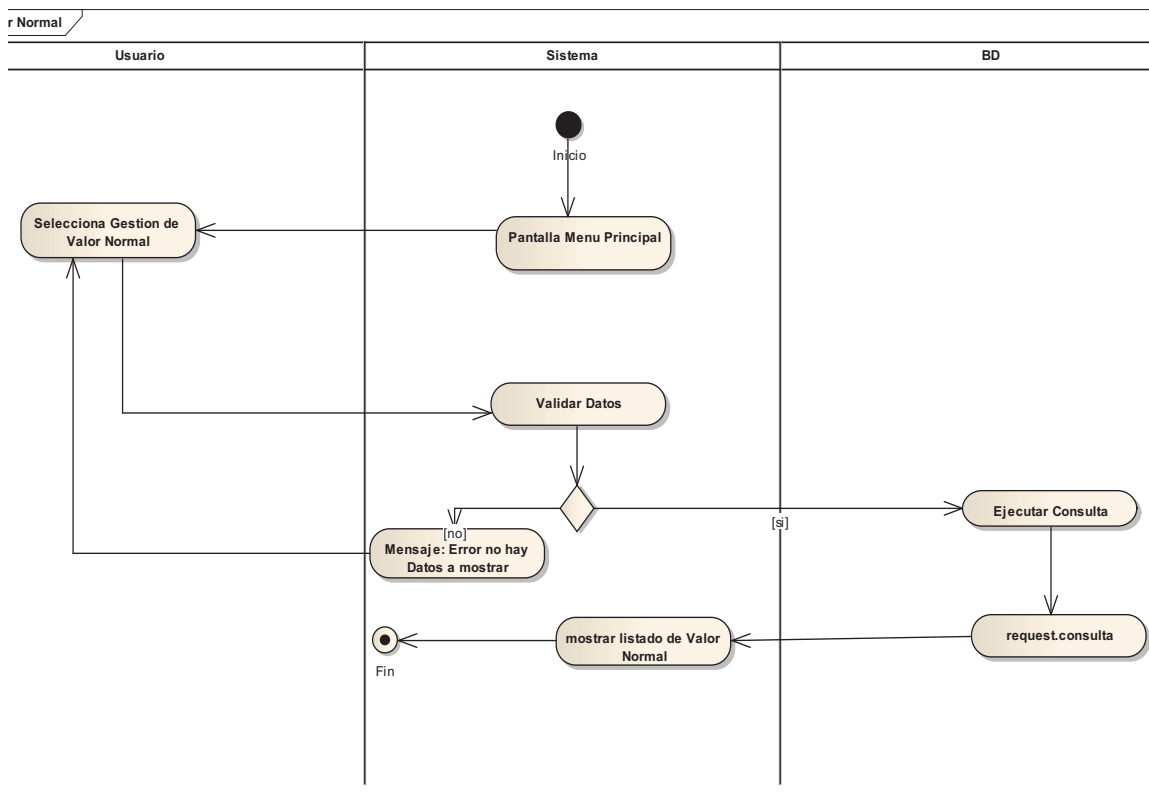 r Normal
Usuario
Sistema
BD
Inicio
Selecciona Gestion de
Valor Normal
Pantalla Menu Principal
Validar Datos
[no]
[si]
Ejecutar Consulta
Mensaje: Error no hay
Datos a mostrar
mostrar listado de Valor
Normal
request.consulta
Fin